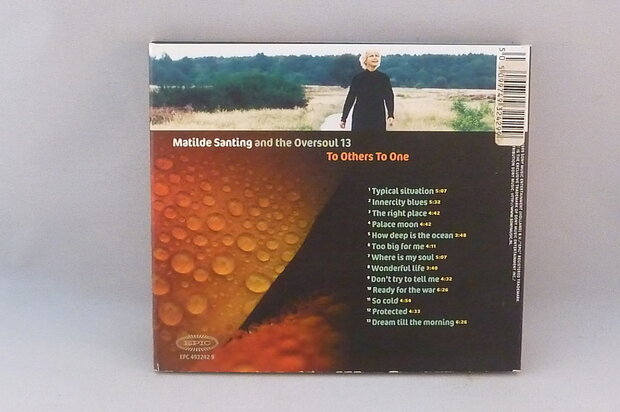 Matilde Santing and the Oversoul 13
To Others To One
1 Typical situation 5:07
2 Innercity blues 5:32
3 The right place 4:42
4 Palace moon 4:42
5 How deep is the ocean 3:48
6 Too big for me 4:11
7 Where is my soul 5:07
8 Wonderful life 3:40
9 Don't try to tell me 4:32
10 Ready for the war 6:26
11 So cold 4:54
12 Protected 4:33
13 Dream till the morning 6:26
EPIC
EPC 493242 9